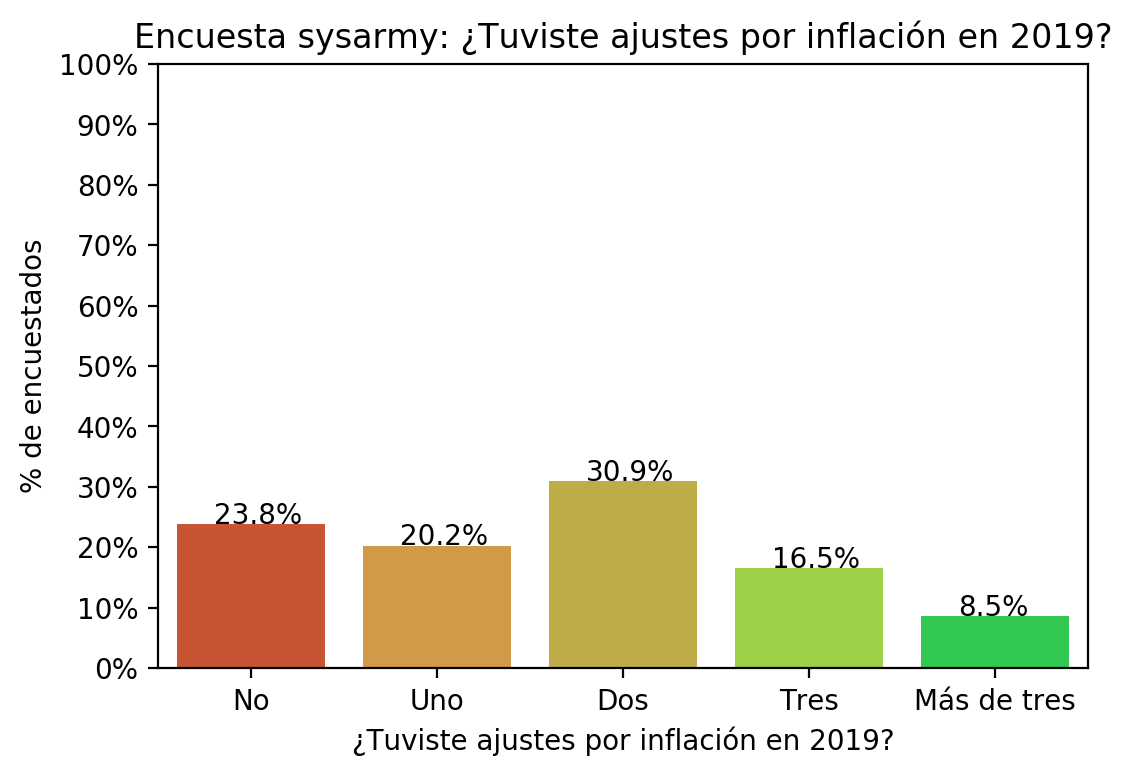 Encuesta sysarmy: ¿Tuviste ajustes por inflación en 2019?
100%
90%
80%
70%
60%
50%
40%
30%
20%
10%
0%
% de encuestados
23.8%
20.2%
30.9%
16.5%
8.5%
No
Uno
Dos
Tres
Más de tres
¿Tuviste ajustes por inflación en 2019?